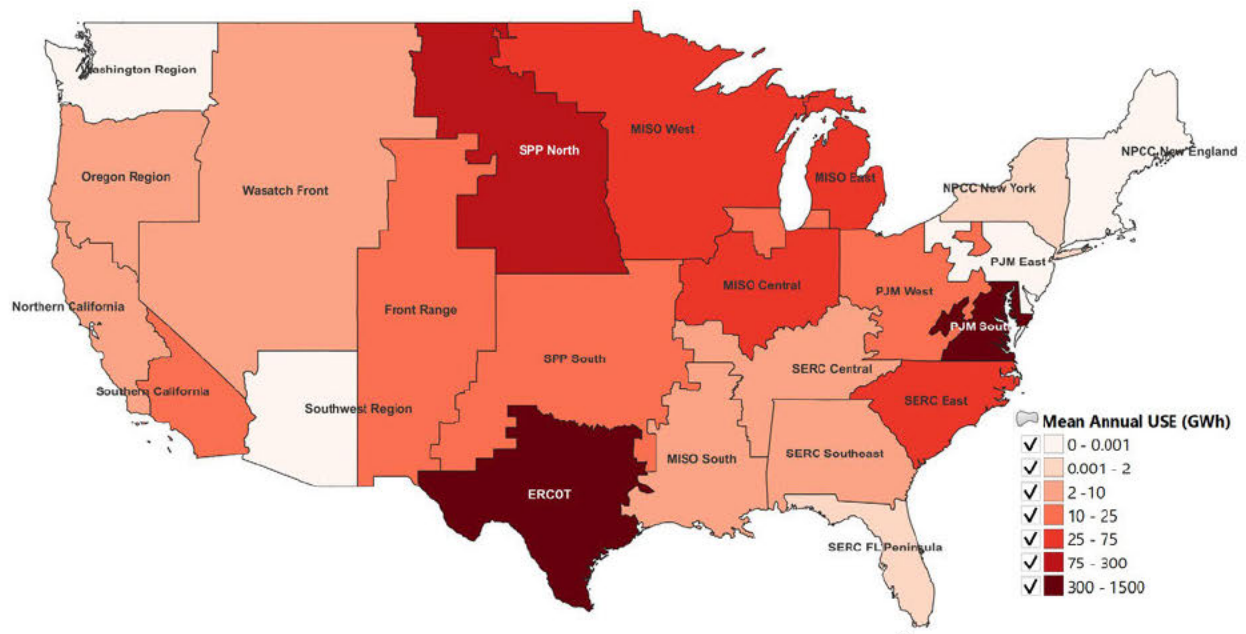 Washington Region
MISO West
SPP North
NPCC New England
Oregon Region
Wasatch Front
MISO East
NPCC New York
PJM East
MISO Central
PJM West
Northern California
Front Range
PJM South
SPP South
SERC Central
Southern California
Southwest Region
SERC East
MISO South
SERC Southeast
ERCOT
SERC FL Peninsula
Mean Annual USE (GWh)
0 - 0.001
0.001 - 2
2 -10
10 - 25
25 - 75
75 - 300
300 - 1500